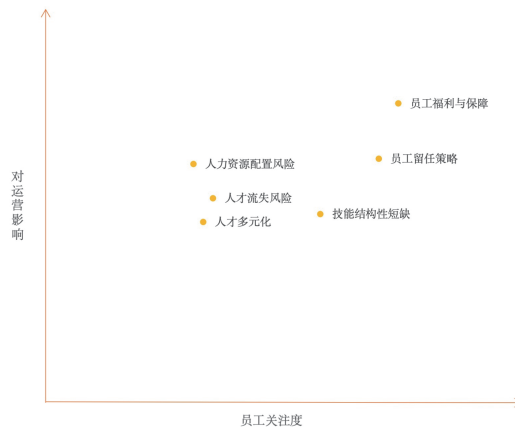 员工福利与保障
员工留任策略
人力资源配置风险
人才流失风险
技能结构性短缺
人才多元化
对运营影响
员工关注度